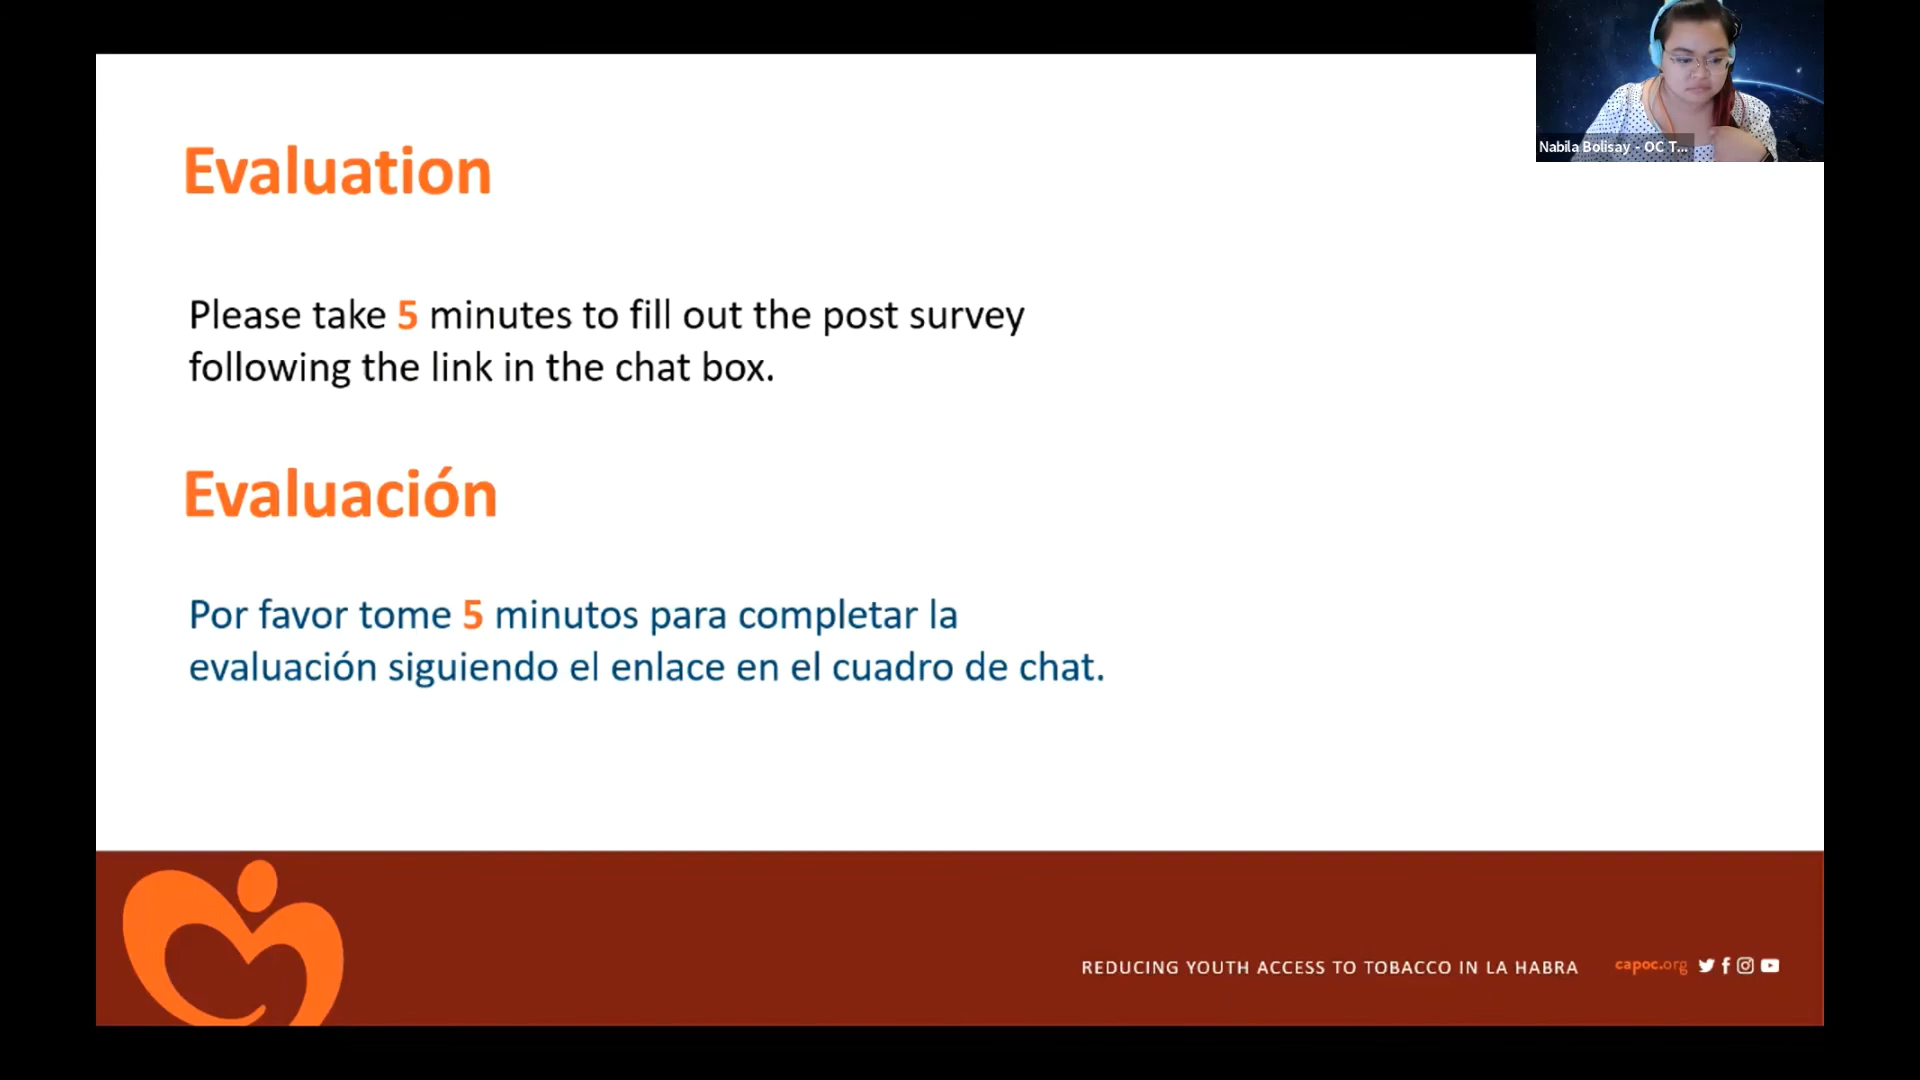 Nabila Bolisay - OC T...
Evaluation
Please take 5 minutes to fill out the post survey
following the link in the chat box.
Evaluación
Por favor tome 5 minutos para completar la
evaluación siguiendo el enlace en el cuadro de chat.
REDUCING YOUTH ACCESS TO TOBACCO IN LA HABRA
capoc.org